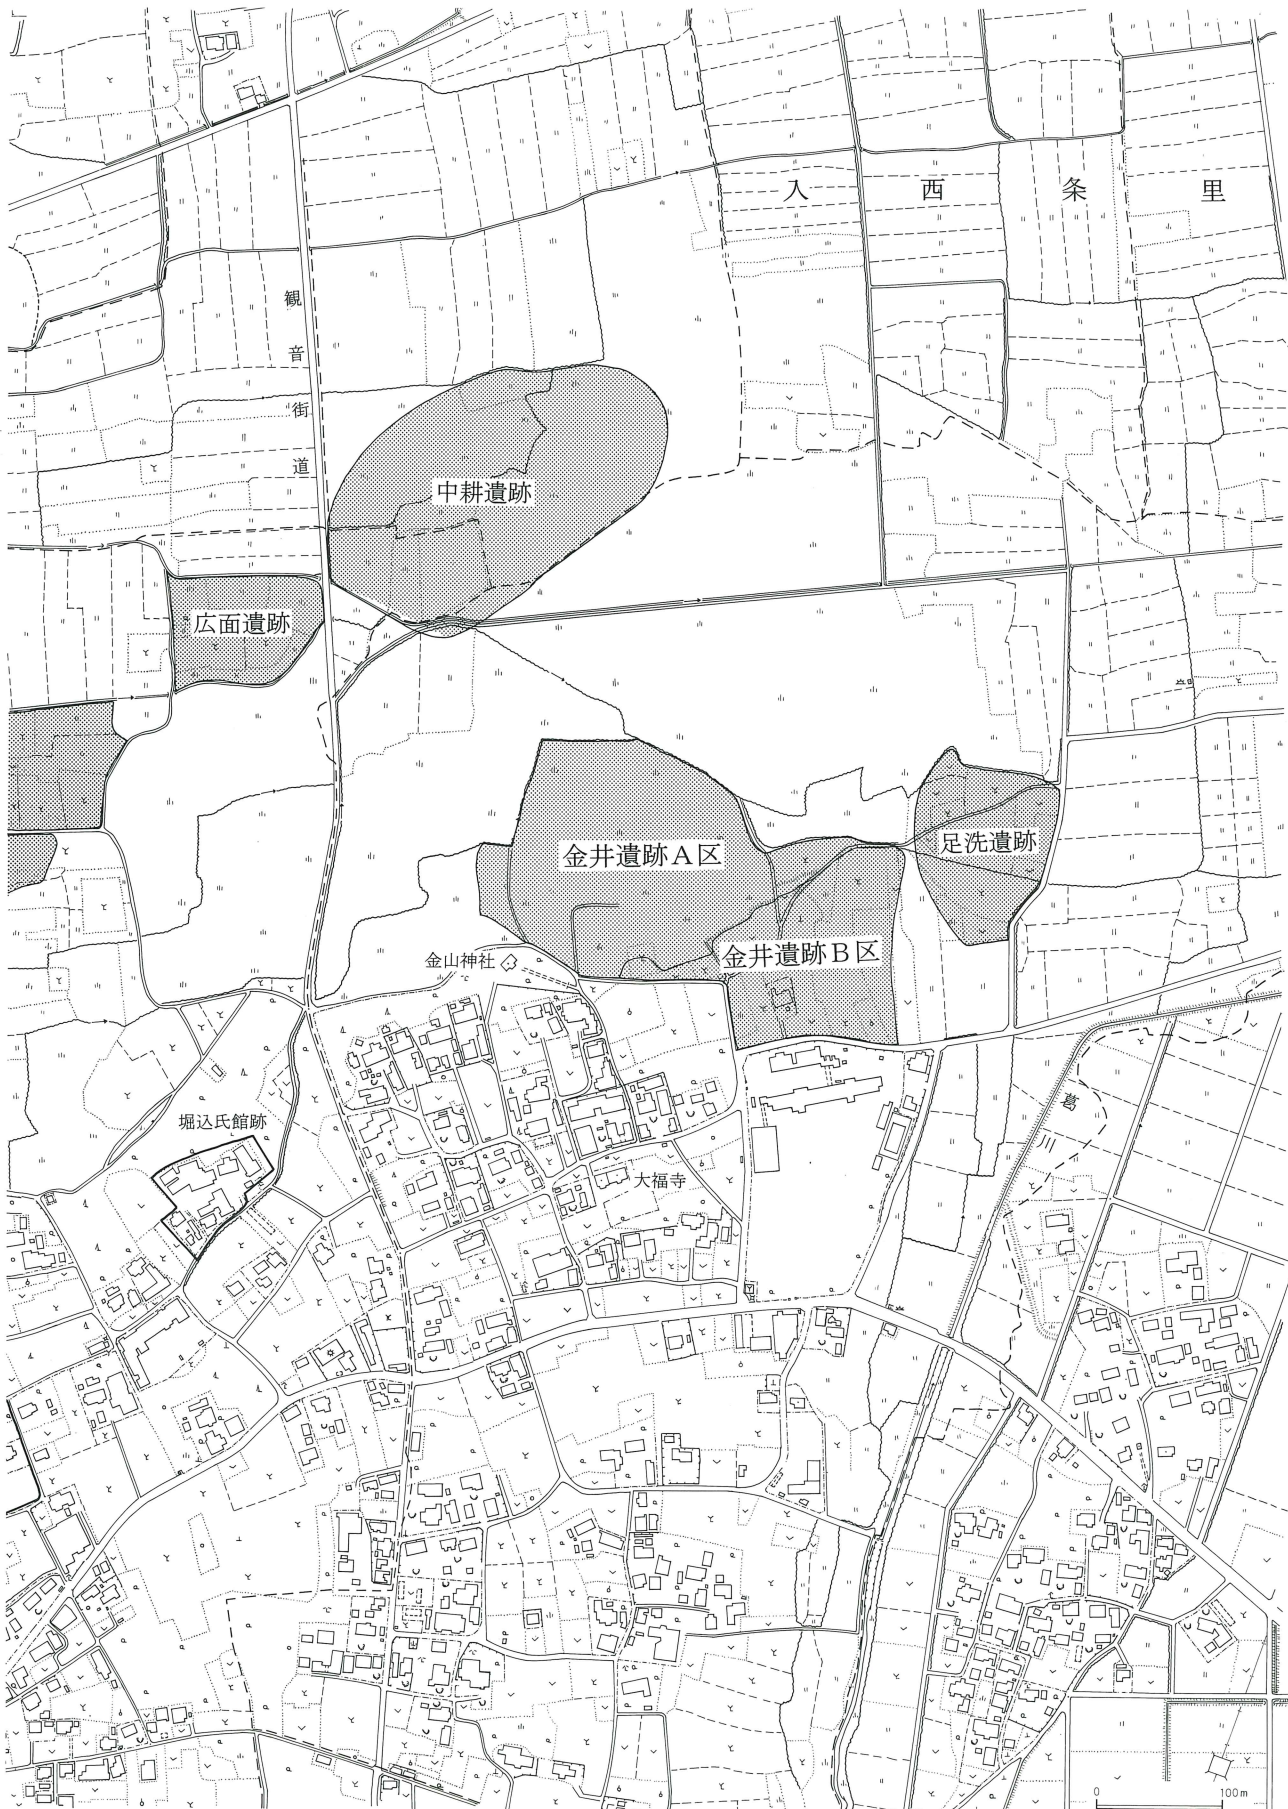 入西条里
観音街道
中耕遺跡
広面遺跡
金井遺跡A区
足洗遺跡
金井遺跡B区
金山神社
堀込氏館跡
葛川
大福寺
0 100m